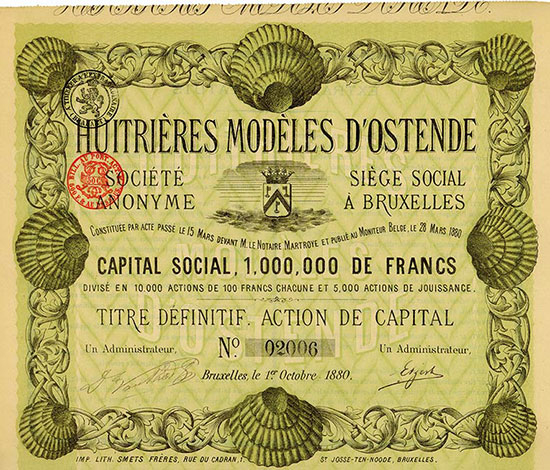 HUITRIÈRES MODÈLES D'OSTENDE
SOCIÉTÉ ANONYME
SIÈGE SOCIAL A BRUXELLES
CONSTITUÉE PAR ACTE PASSÉ LE 15 MARS DEVANT M. LE NOTAIRE MARTROYE ET PUBLIÉ AU MONITEUR BELGE, LE 28 MARS 1880
CAPITAL SOCIAL, 1,000,000 DE FRANCS
DIVISÉ EN 10 000 ACTIONS DE 100 FRANCS CHACUNE ET 5,000 ACTIONS DE JOUISSANCE.
TITRE DÉFINITIF. ACTION DE CAPITAL
Un Administrateur,
No. 02006
Un Administrateur,
Bruxelles, le 1er Octobre 1880.
IMP. LITH. SMETS FRÈRES, RUE DU CADRAN, 1.
ST JOSSE-TEN-NOODE, BRUXELLES.